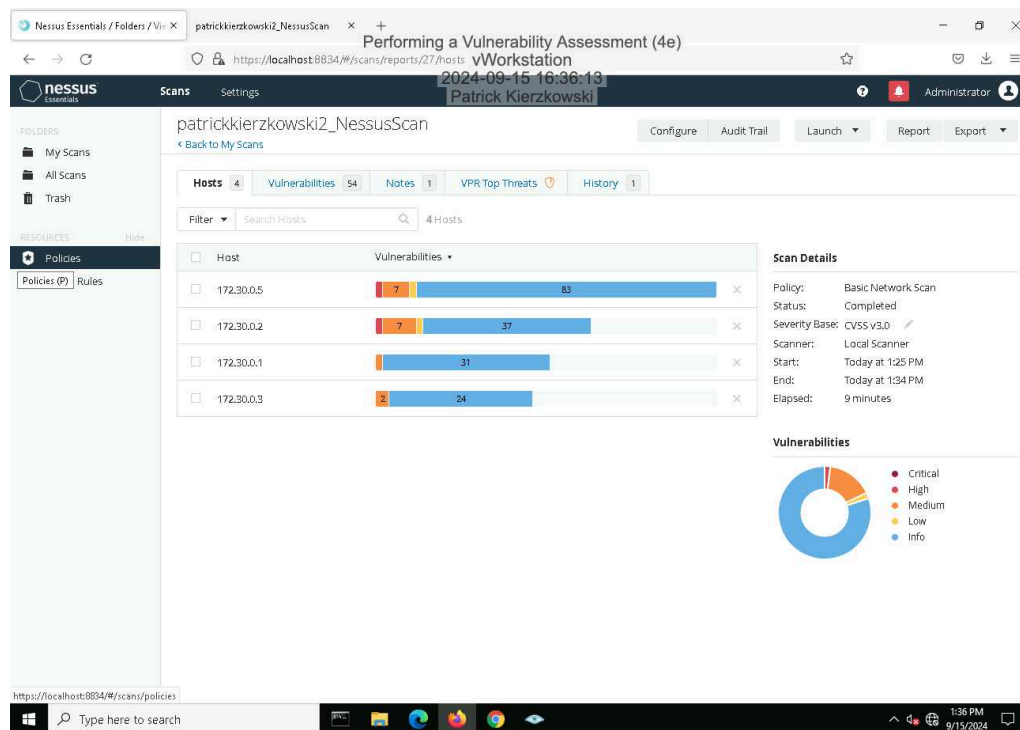 Nessus Essentials / Folders / Vie
patrickkierzkowski2_NessusScan
Performing a Vulnerability Assessment (4e)
https://localhost:8834/#/scans/reports/27/hosts
vWorkstation
2024-09-15 16:36:13
Patrick Kierzkowski
nessus
Essentials
Scans Settings
Administrator
FOLDERS
My Scans
All Scans
Trash
RESOURCES Hide
Policies
Policies (P) Rules
patrickkierzkowski2_NessusScan
< Back to My Scans
Configure Audit Trail Launch Report Export
Hosts 4 Vulnerabilities 54 Notes 1 VPR Top Threats History 1
Filter Search Hosts 4 Hosts
Host Vulnerabilities
172.30.0.5 7 83
172.30.0.2 7 37
172.30.0.1 31
172.30.0.3 2 24
Scan Details
Policy: Basic Network Scan
Status: Completed
Severity Base: CVSS v3.0
Scanner: Local Scanner
Start: Today at 1:25 PM
End: Today at 1:34 PM
Elapsed: 9 minutes
Vulnerabilities
Critical
High
Medium
Low
Info
https://localhost:8834/#/scans/policies
Type here to search
1:36 PM
9/15/2024